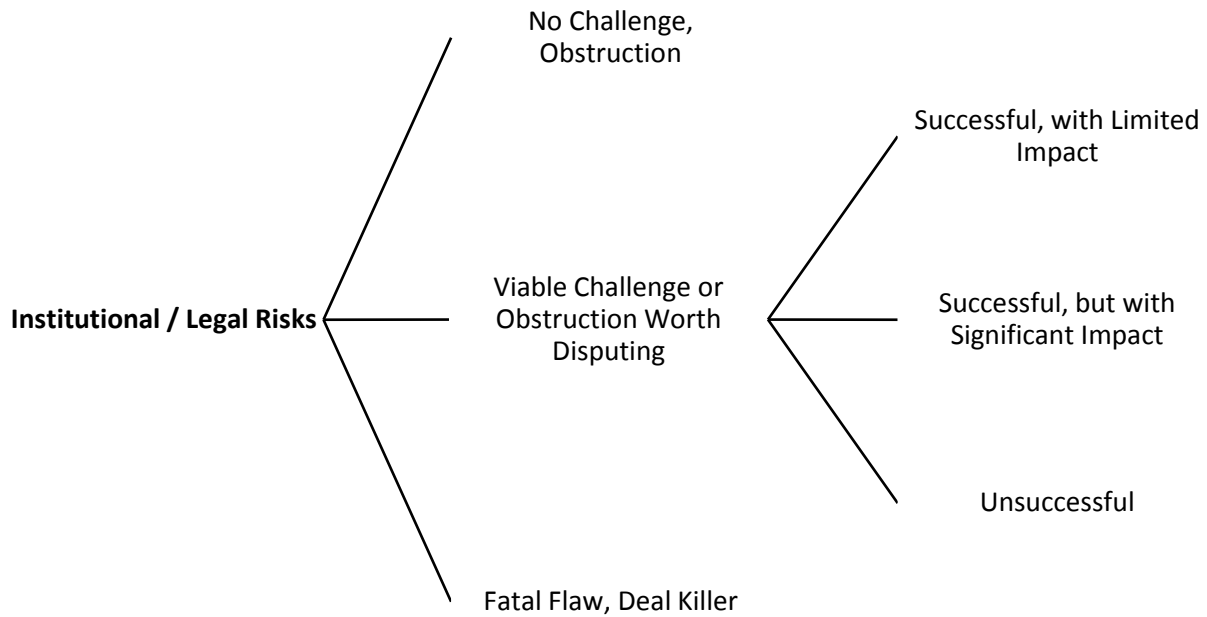 No Challenge,
Obstruction
Successful, with Limited
Impact
Institutional / Legal Risks
Viable Challenge or
Obstruction Worth
Disputing
Successful, but with
Significant Impact
Unsuccessful
Fatal Flaw, Deal Killer